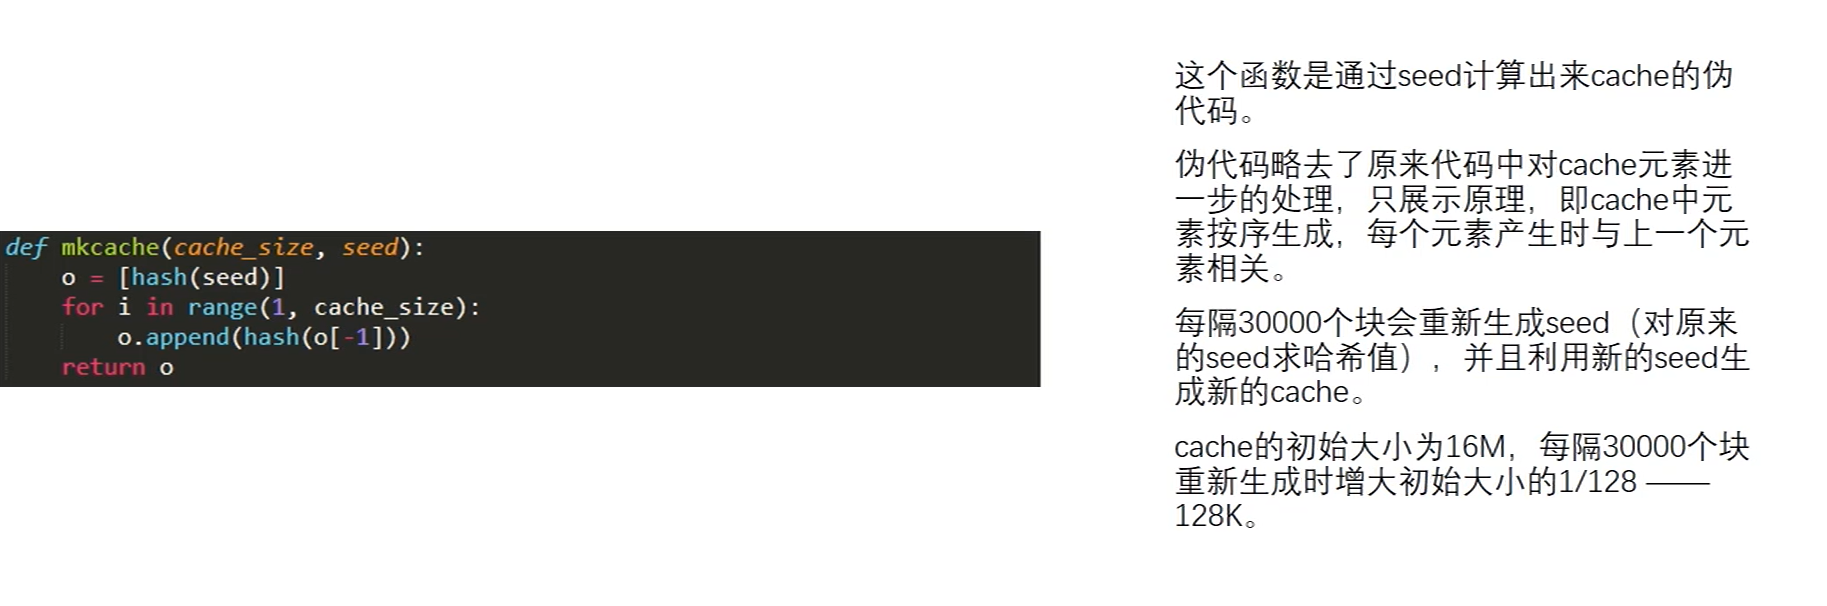 def mkcache(cache_size, seed):
    o = [hash(seed)]
    for i in range(1, cache_size):
        o.append(hash(o[-1]))
    return o
这个函数是通过seed计算出来cache的伪
代码。
伪代码略去了原来代码中对cache元素进
一步的处理，只展示原理，即cache中元
素按序生成，每个元素产生时与上一个元
素相关。
每隔30000个块会重新生成seed（对原来
的seed求哈希值），并且利用新的seed生
成新的cache。
cache的初始大小为16M，每隔30000个块
重新生成时增大初始大小的1/128 ——
128K。